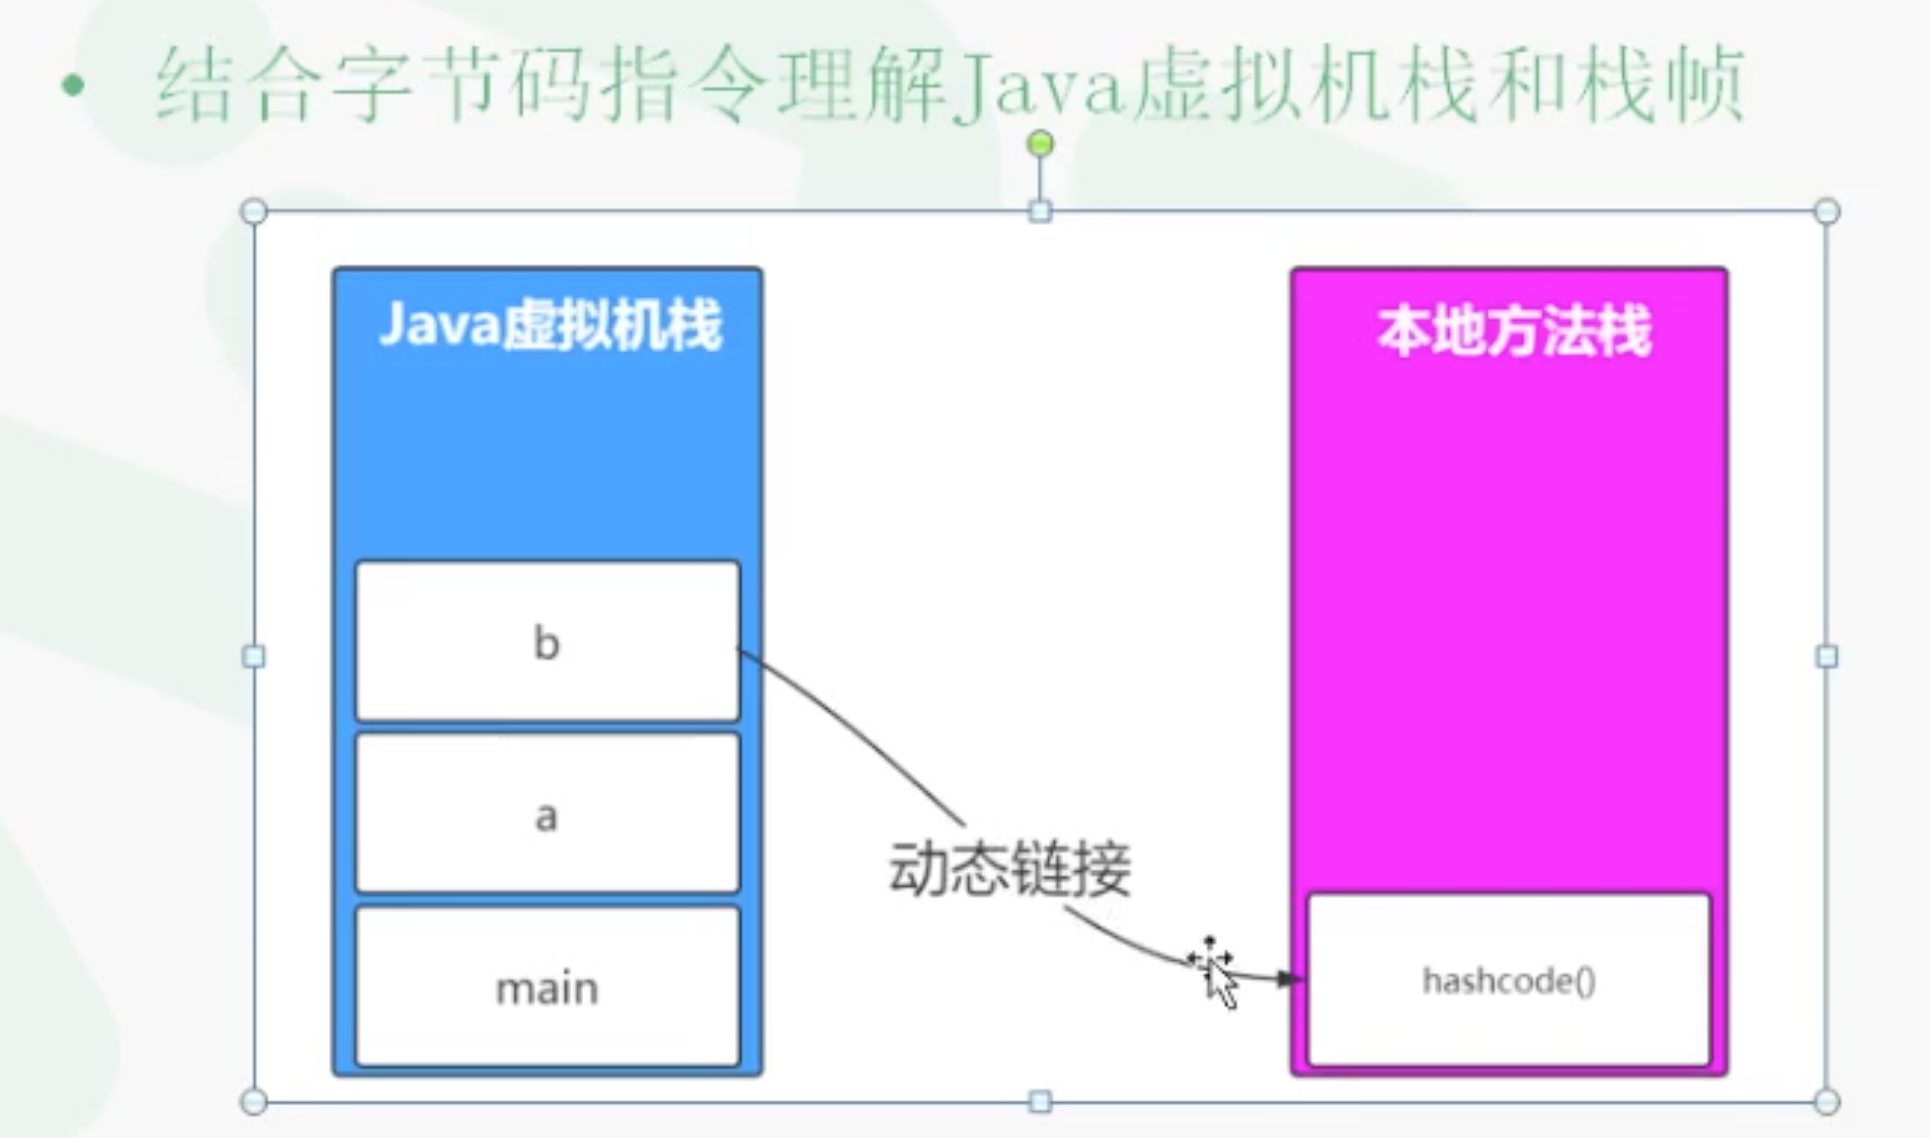 • 结合字节码指令理解Java虚拟机栈和栈帧
Java虚拟机栈
本地方法栈
b
a
动态链接
main
hashcode()